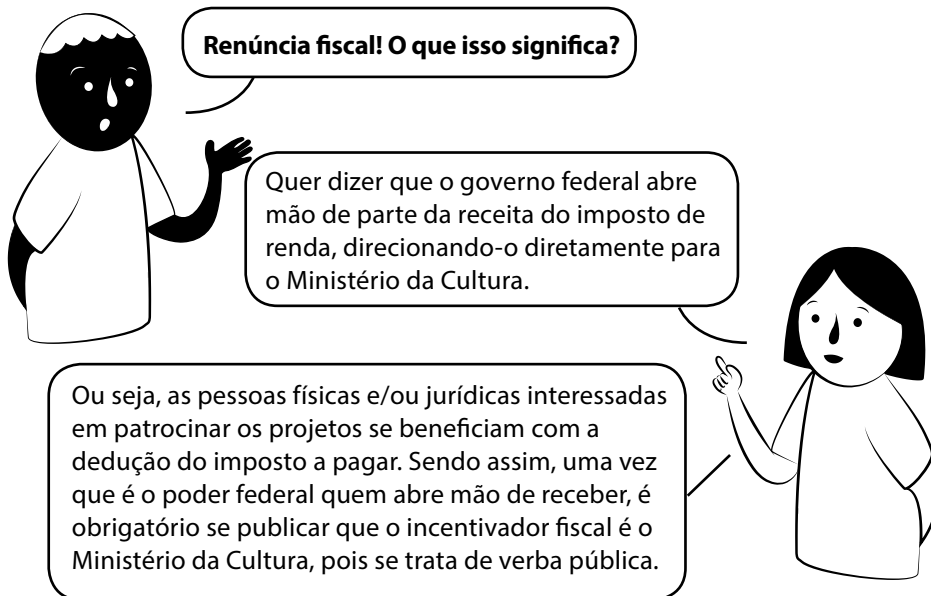 Renúncia fiscal! O que isso significa?
Quer dizer que o governo federal abre
mão de parte da receita do imposto de
renda, direcionando-o diretamente para
o Ministério da Cultura.
Ou seja, as pessoas físicas e/ou jurídicas interessadas
em patrocinar os projetos se beneficiam com a
dedução do imposto a pagar. Sendo assim, uma vez
que é o poder federal quem abre mão de receber, é
obrigatório se publicar que o incentivador fiscal é o
Ministério da Cultura, pois se trata de verba pública.